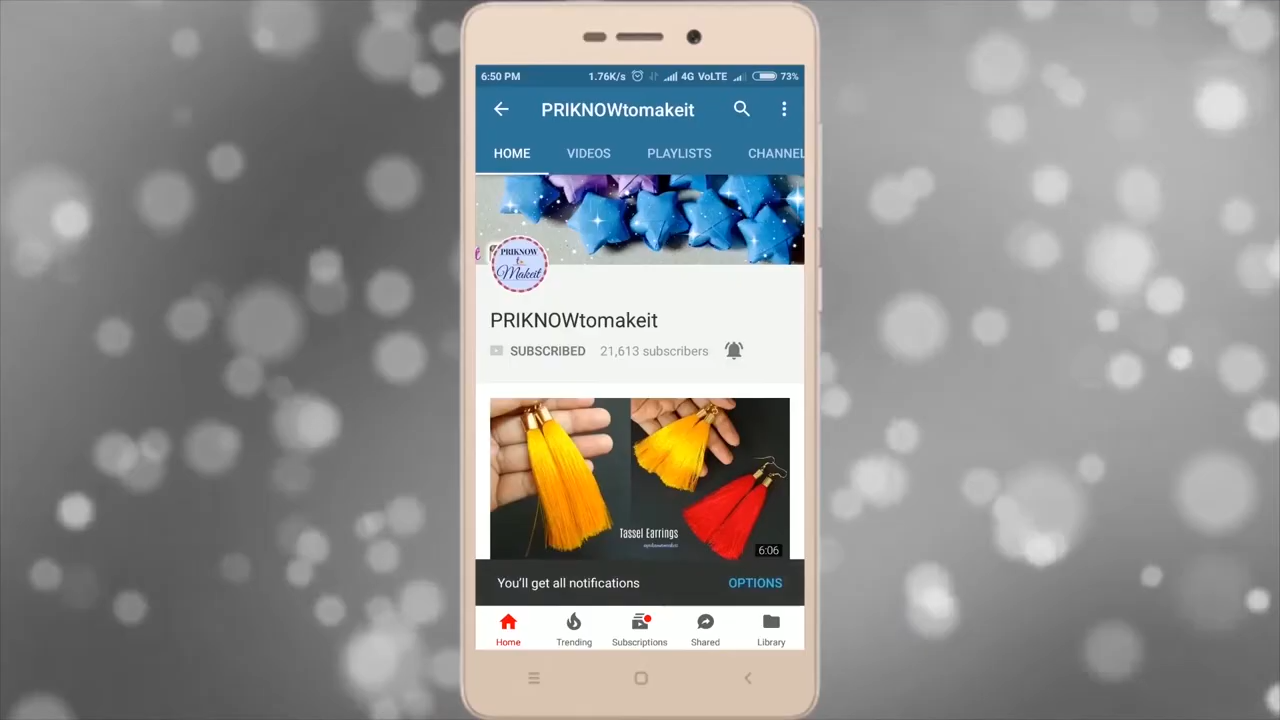 6:50 PM 1.76K/s 4G VoLTE 73%
PRIKNOWtomakeit
HOME VIDEOS PLAYLISTS CHANNEL
PRIKNOW
to
Makeit
PRIKNOWtomakeit
SUBSCRIBED 21,613 subscribers
Tassel Earrings
6:06
You'll get all notifications OPTIONS
Home Trending Subscriptions Shared Library